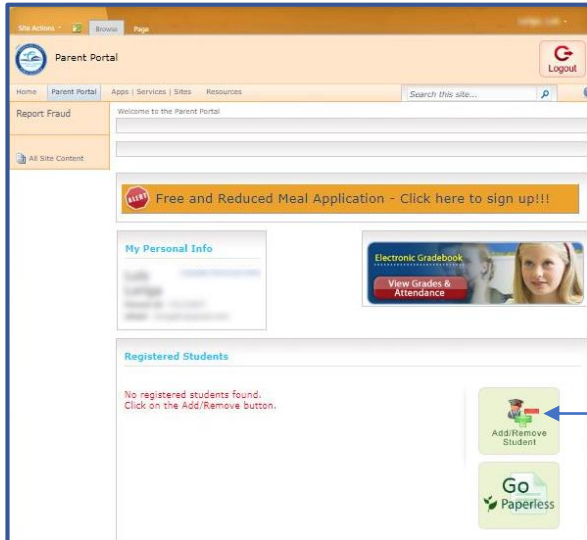 Site Actions
Browse
Page
Parent Portal
Logout
Home
Parent Portal
Apps | Services | Sites
Resources
Search this site...
Report Fraud
Welcome to the Parent Portal
All Site Content
ALERT
Free and Reduced Meal Application - Click here to sign up!!!
My Personal Info
Electronic Gradebook
View Grades &
Attendance
Registered Students
No registered students found.
Click on the Add/Remove button.
Add/Remove
Student
Go
Paperless